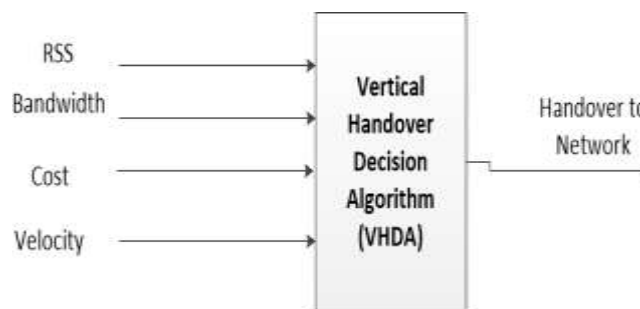 RSS
Bandwidth
Cost
Velocity
Vertical
Handover
Decision
Algorithm
(VHDA)
Handover to
Network